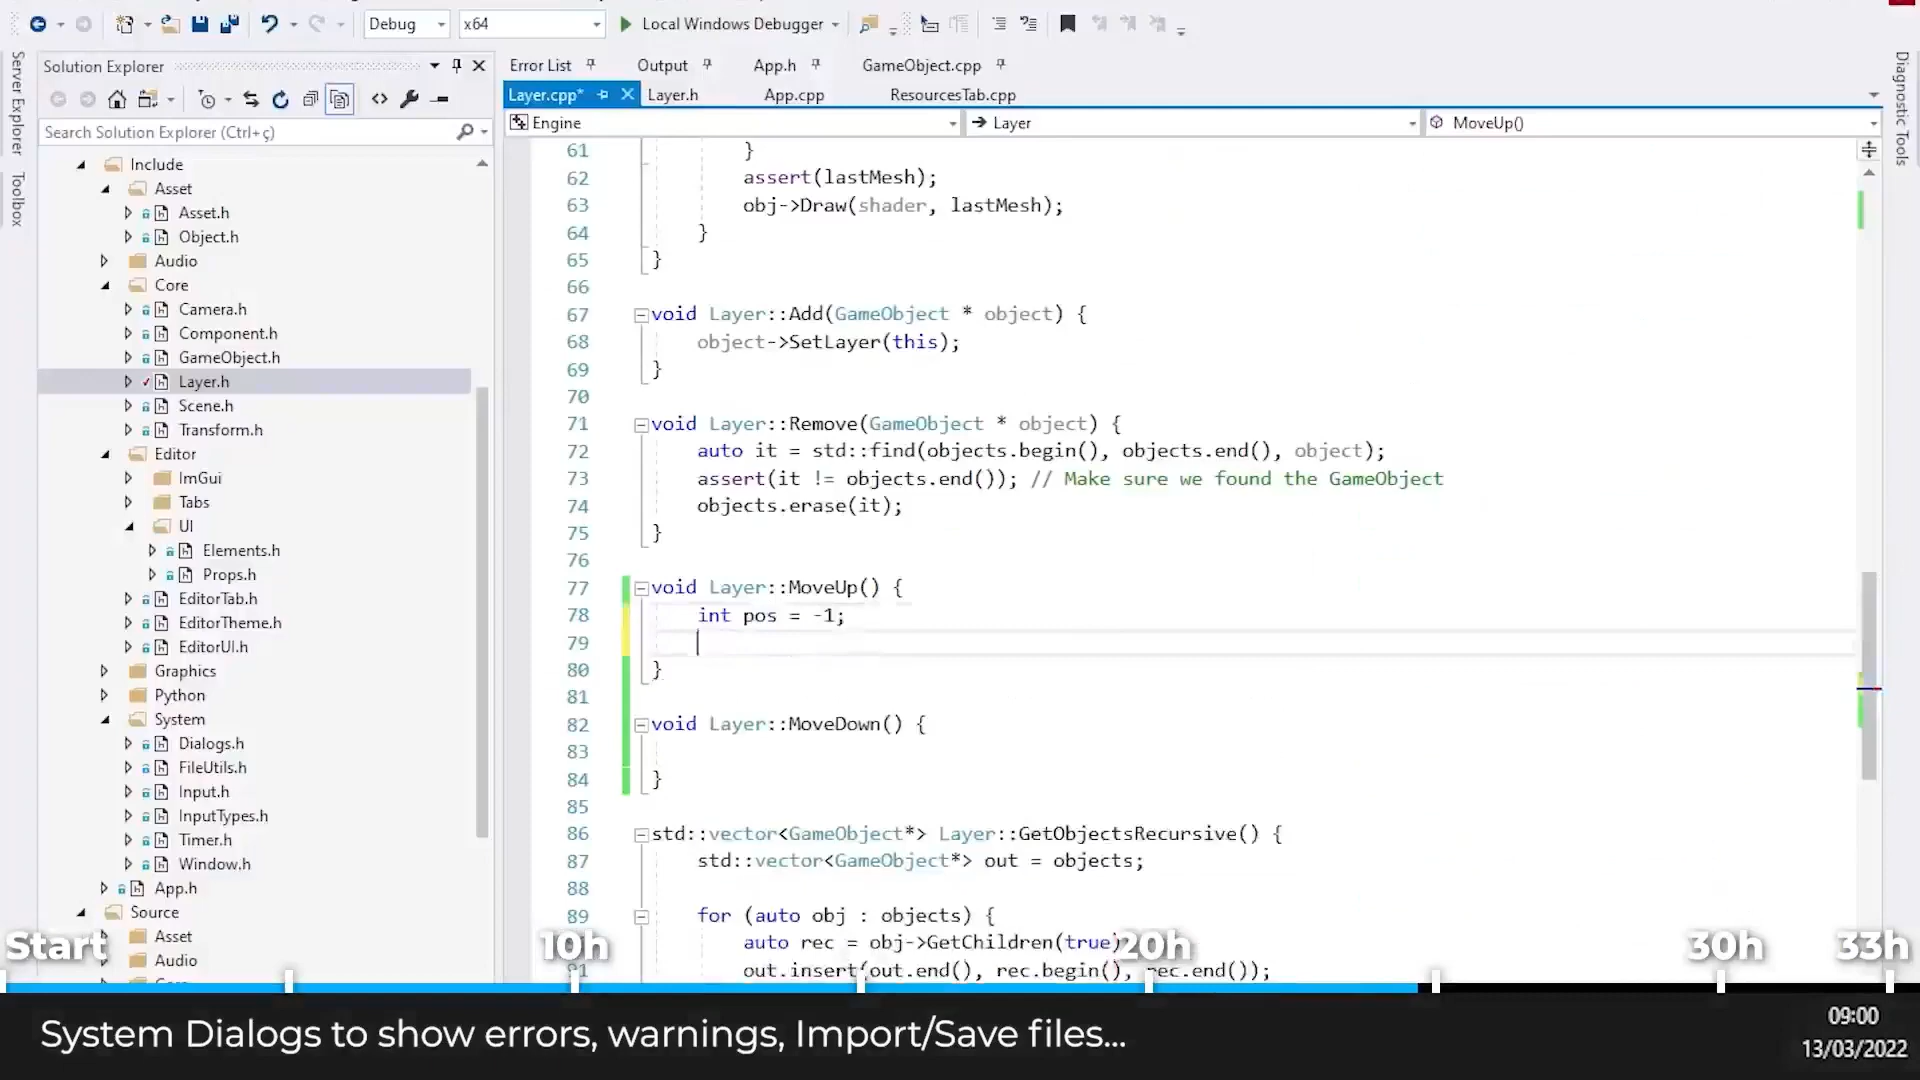 Debug
x64
Local Windows Debugger
Server Explorer
Toolbox
Solution Explorer
Search Solution Explorer (Ctrl+ç)
Include
Asset
Asset.h
Object.h
Audio
Core
Camera.h
Component.h
GameObject.h
Layer.h
Scene.h
Transform.h
Editor
ImGui
Tabs
UI
Elements.h
Props.h
EditorTab.h
EditorTheme.h
EditorUI.h
Graphics
Python
System
Dialogs.h
FileUtils.h
Input.h
InputTypes.h
Timer.h
Window.h
App.h
Source
Asset
Audio
Error List
Output
App.h
GameObject.cpp
Layer.cpp*
Layer.h
App.cpp
ResourcesTab.cpp
Engine
Layer
MoveUp()
61 }
62 assert(lastMesh);
63 obj->Draw(shader, lastMesh);
64 }
65 }
66
67 void Layer::Add(GameObject * object) {
68 object->SetLayer(this);
69 }
70
71 void Layer::Remove(GameObject * object) {
72 auto it = std::find(objects.begin(), objects.end(), object);
73 assert(it != objects.end()); // Make sure we found the GameObject
74 objects.erase(it);
75 }
76
77 void Layer::MoveUp() {
78 int pos = -1;
79
80 }
81
82 void Layer::MoveDown() {
83
84 }
85
86 std::vector<GameObject*> Layer::GetObjectsRecursive() {
87 std::vector<GameObject*> out = objects;
88
89 for (auto obj : objects) {
auto rec = obj->GetChildren(true)
91 out.insert(out.end(), rec.begin(), rec.end());
Diagnostic Tools
Start
10h
20h
30h
33h
System Dialogs to show errors, warnings, Import/Save files...
09:00
13/03/2022